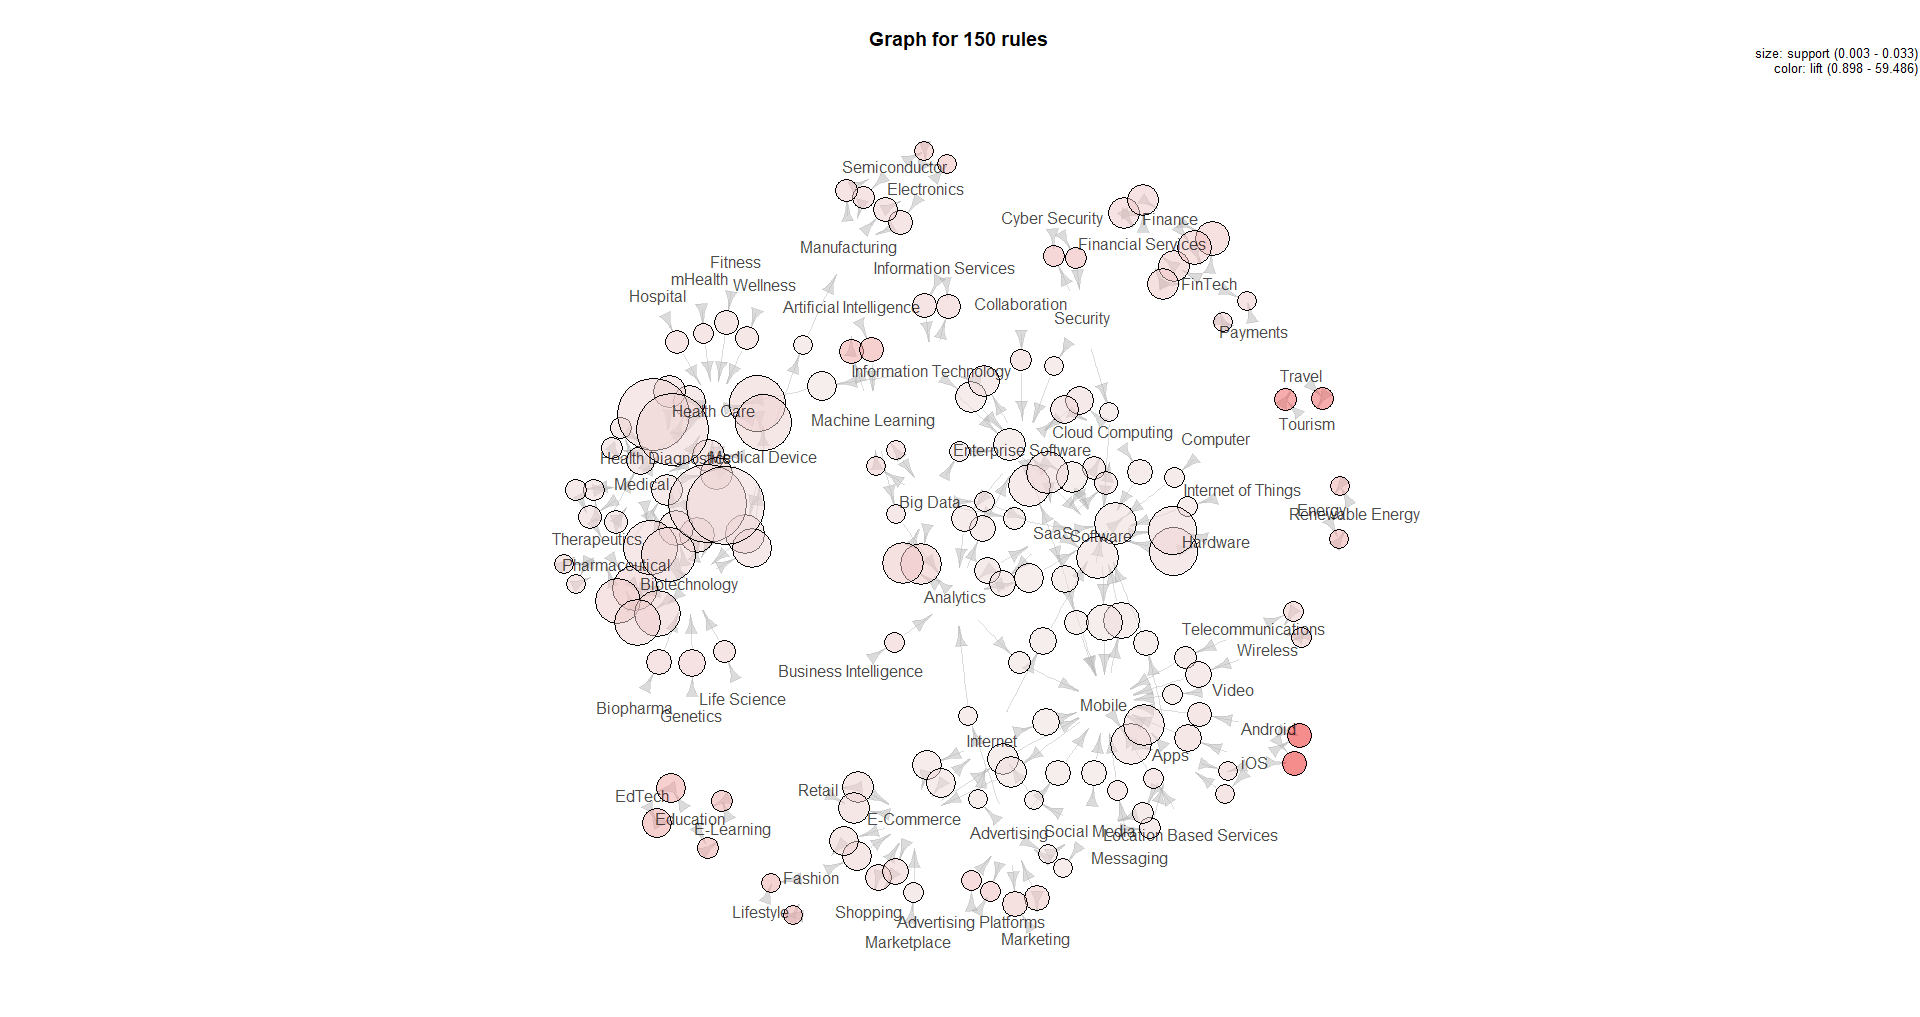 Graph for 150 rules
size: support (0.003 - 0.033)
color: lift (0.898 - 59.486)
Semiconductor
Electronics
Cyber Security
Finance
Manufacturing
Financial Services
Fitness
Information Services
mHealth
Wellness
FinTech
Hospital
Artificial Intelligence
Collaboration
Security
Payments
Information Technology
Travel
Health Care
Machine Learning
Tourism
Cloud Computing
Computer
Enterprise Software
Health Diagnostics
Medical Device
Medical
Internet of Things
Big Data
Energy
Renewable Energy
SaaS
Software
Therapeutics
Hardware
Pharmaceutical
Biotechnology
Analytics
Telecommunications
Wireless
Business Intelligence
Video
Life Science
Biopharma
Genetics
Mobile
Android
Internet
Apps
iOS
Retail
EdTech
Education
E-Commerce
E-Learning
Advertising
Social Media
Location Based Services
Messaging
Fashion
Lifestyle
Shopping
Advertising Platforms
Marketplace
Marketing